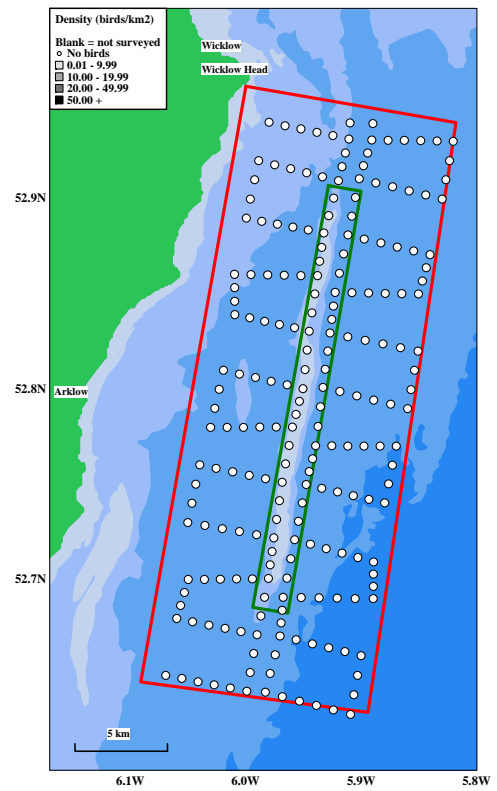 Density (birds/km2)
Blank = not surveyed
No birds
0.01 - 9.99
10.00 - 19.99
20.00 - 49.99
50.00 +
Wicklow
Wicklow Head
52.9N
52.8N
Arklow
52.7N
5 km
6.1W
6.0W
5.9W
5.8W